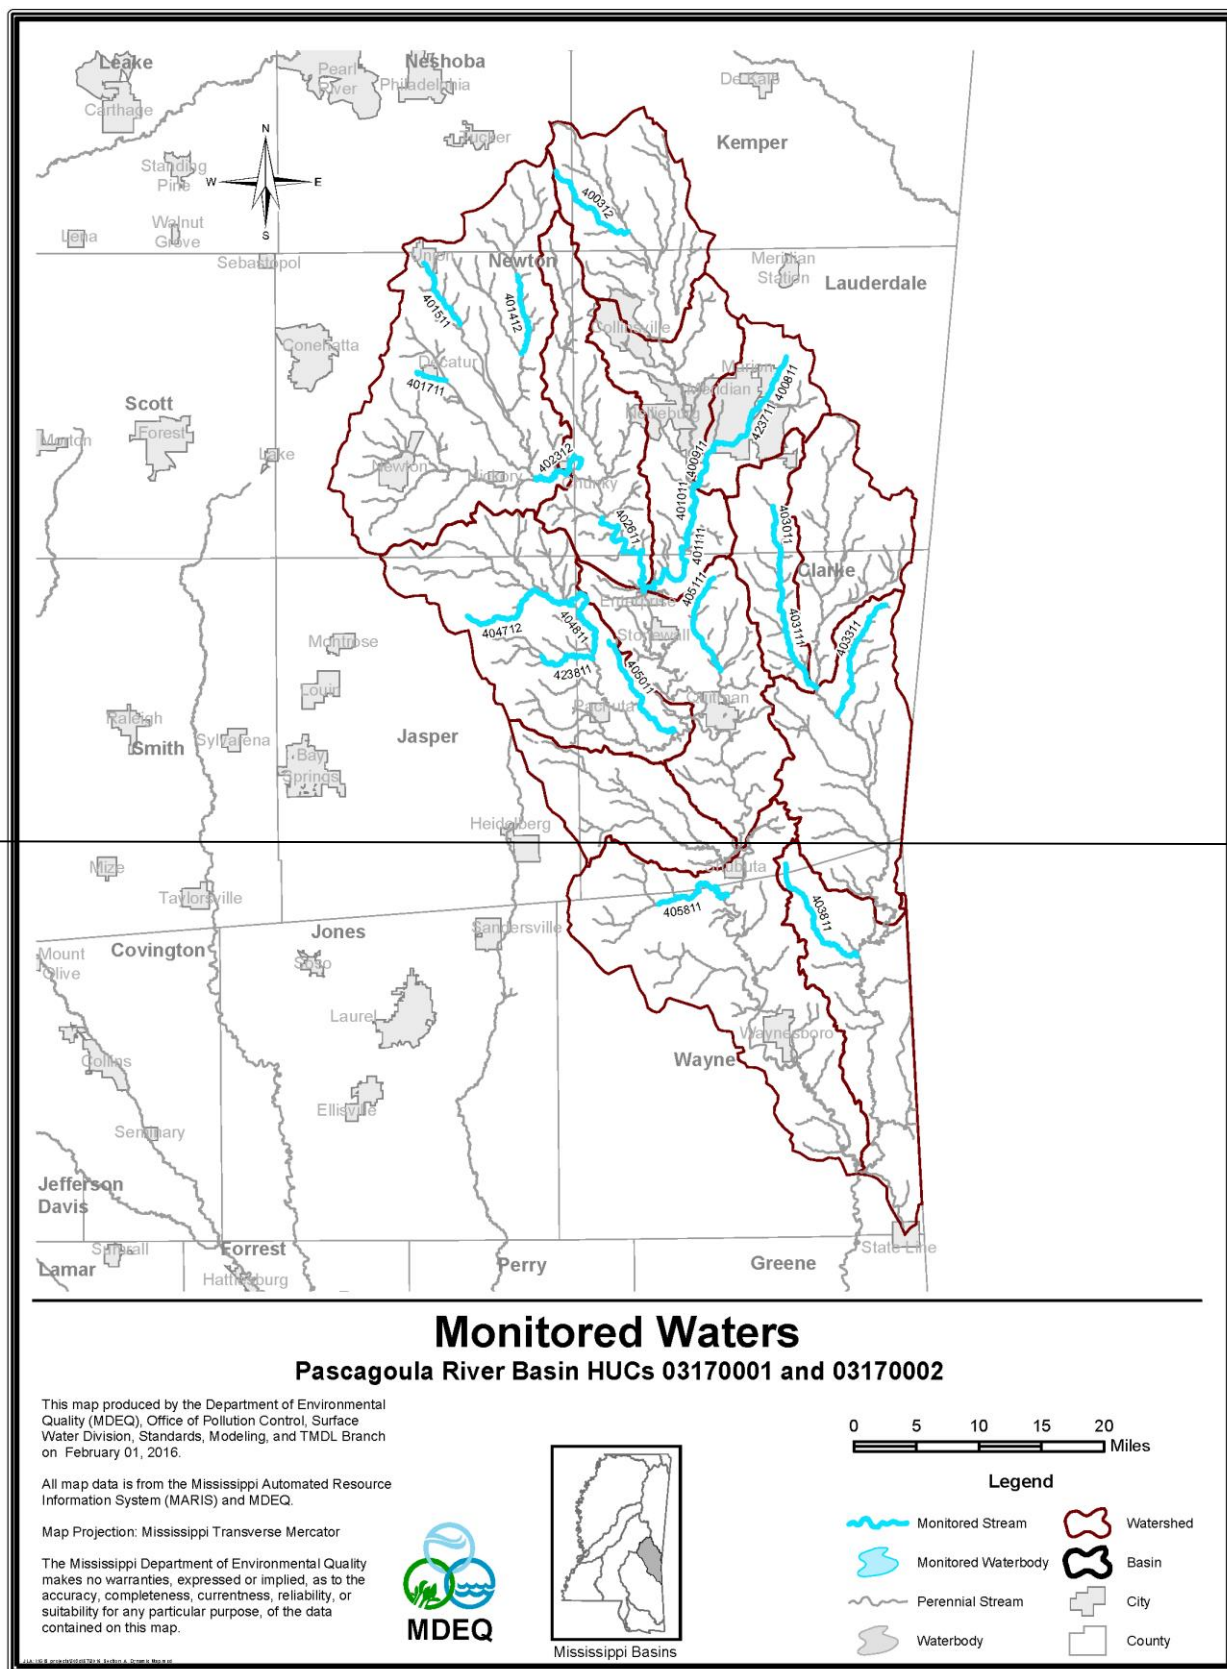 Leake
Neshoba
Pearl
River
Philadelphia
De Kalb
Carthage
Tucker
Kemper
N
W
E
S
Standing
Pine
400312
Walnut
Grove
Lena
Sebastopol
Union
Newton
Meridian
Station
Lauderdale
401511
401412
Collinsville
Conehatta
Decatur
401711
Marion
Meridian
400811
Scott
Nellieburg
423711
Morton
Forest
Lake
Newton
Hickory
402312
Chunky
400911
401011
402611
401111
403011
Clarke
Enterprise
405111
404712
404811
Stonewall
403111
403311
Montrose
423811
405011
Louin
Pachuta
Quitman
Raleigh
Smith
Sylvarena
Jasper
Bay
Springs
Heidelberg
Mize
Shubuta
Taylorsville
405811
403811
Jones
Sandersville
Covington
Mount
Olive
Soso
Laurel
Waynesboro
Wayne
Collins
Ellisville
Seminary
Jefferson
Davis
Sumrall
Forrest
Lamar
Hattiesburg
Perry
Greene
State Line
Monitored Waters
Pascagoula River Basin HUCs 03170001 and 03170002
This map produced by the Department of Environmental
Quality (MDEQ), Office of Pollution Control, Surface
Water Division, Standards, Modeling, and TMDL Branch
on February 01, 2016.
All map data is from the Mississippi Automated Resource
Information System (MARIS) and MDEQ.
Map Projection: Mississippi Transverse Mercator
The Mississippi Department of Environmental Quality
makes no warranties, expressed or implied, as to the
accuracy, completeness, currentness, reliability, or
suitability for any particular purpose, of the data
contained on this map.
MDEQ
Mississippi Basins
0 5 10 15 20
Miles
Legend
Monitored Stream
Watershed
Monitored Waterbody
Basin
Perennial Stream
City
Waterbody
County